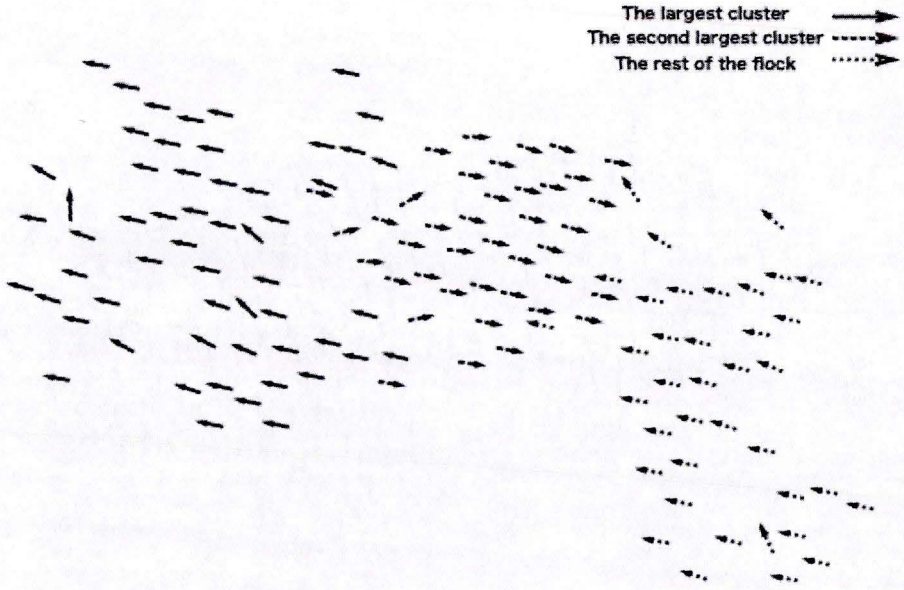 The largest cluster
The second largest cluster
The rest of the flock